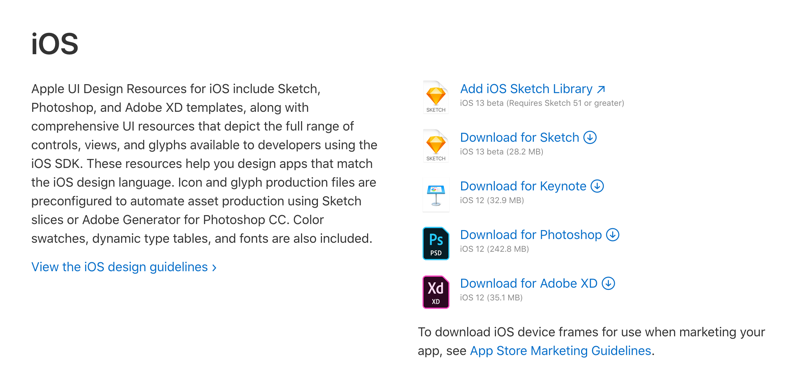 iOS
Apple UI Design Resources for iOS include Sketch,
Photoshop, and Adobe XD templates, along with
comprehensive UI resources that depict the full range of
controls, views, and glyphs available to developers using the
iOS SDK. These resources help you design apps that match
the iOS design language. Icon and glyph production files are
preconfigured to automate asset production using Sketch
slices or Adobe Generator for Photoshop CC. Color
swatches, dynamic type tables, and fonts are also included.
View the iOS design guidelines ›
SKETCH
Add iOS Sketch Library ↗
iOS 13 beta (Requires Sketch 51 or greater)
SKETCH
Download for Sketch
iOS 13 beta (28.2 MB)
Download for Keynote
iOS 12 (32.9 MB)
Ps
PSD
Download for Photoshop
iOS 12 (242.8 MB)
Xd
XD
Download for Adobe XD
iOS 12 (35.1 MB)
To download iOS device frames for use when marketing your
app, see App Store Marketing Guidelines.